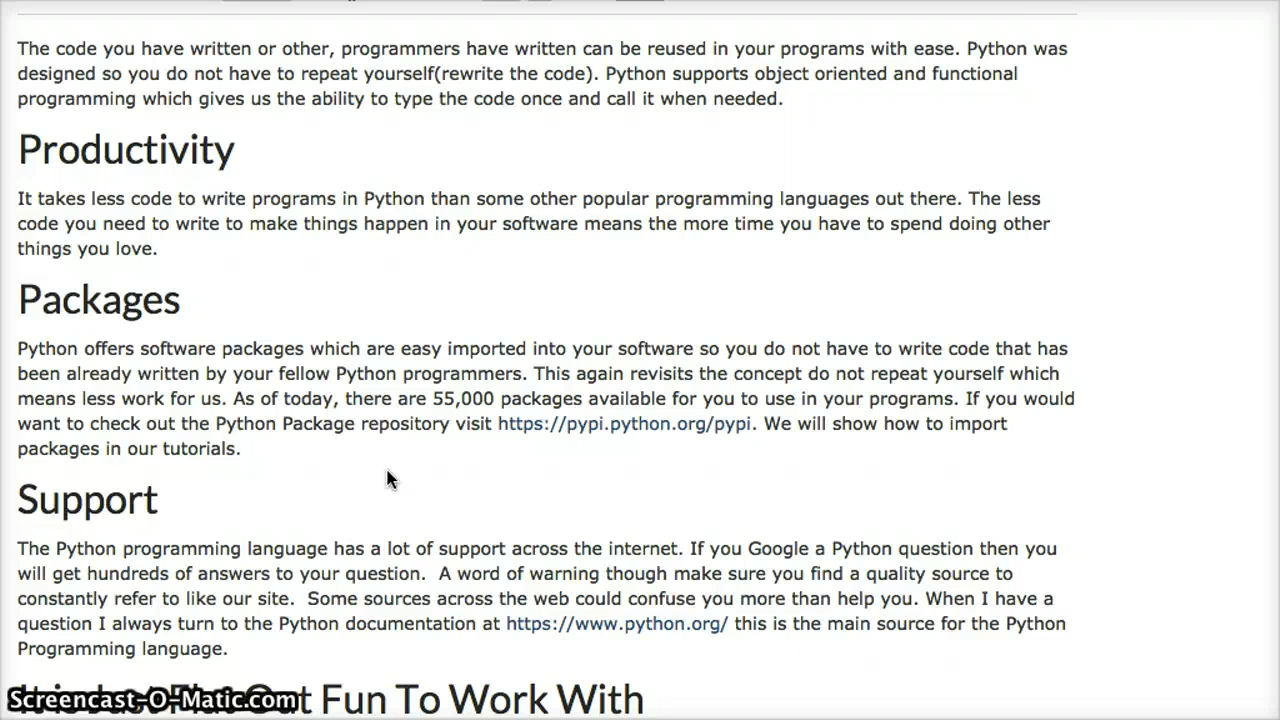 The code you have written or other, programmers have written can be reused in your programs with ease. Python was
designed so you do not have to repeat yourself(rewrite the code). Python supports object oriented and functional
programming which gives us the ability to type the code once and call it when needed.
Productivity
It takes less code to write programs in Python than some other popular programming languages out there. The less
code you need to write to make things happen in your software means the more time you have to spend doing other
things you love.
Packages
Python offers software packages which are easy imported into your software so you do not have to write code that has
been already written by your fellow Python programmers. This again revisits the concept do not repeat yourself which
means less work for us. As of today, there are 55,000 packages available for you to use in your programs. If you would
want to check out the Python Package repository visit https://pypi.python.org/pypi. We will show how to import
packages in our tutorials.
Support
The Python programming language has a lot of support across the internet. If you Google a Python question then you
will get hundreds of answers to your question.  A word of warning though make sure you find a quality source to
constantly refer to like our site.  Some sources across the web could confuse you more than help you. When I have a
question I always turn to the Python documentation at https://www.python.org/ this is the main source for the Python
Programming language.
Fun To Work With
Screencast-O-Matic.com